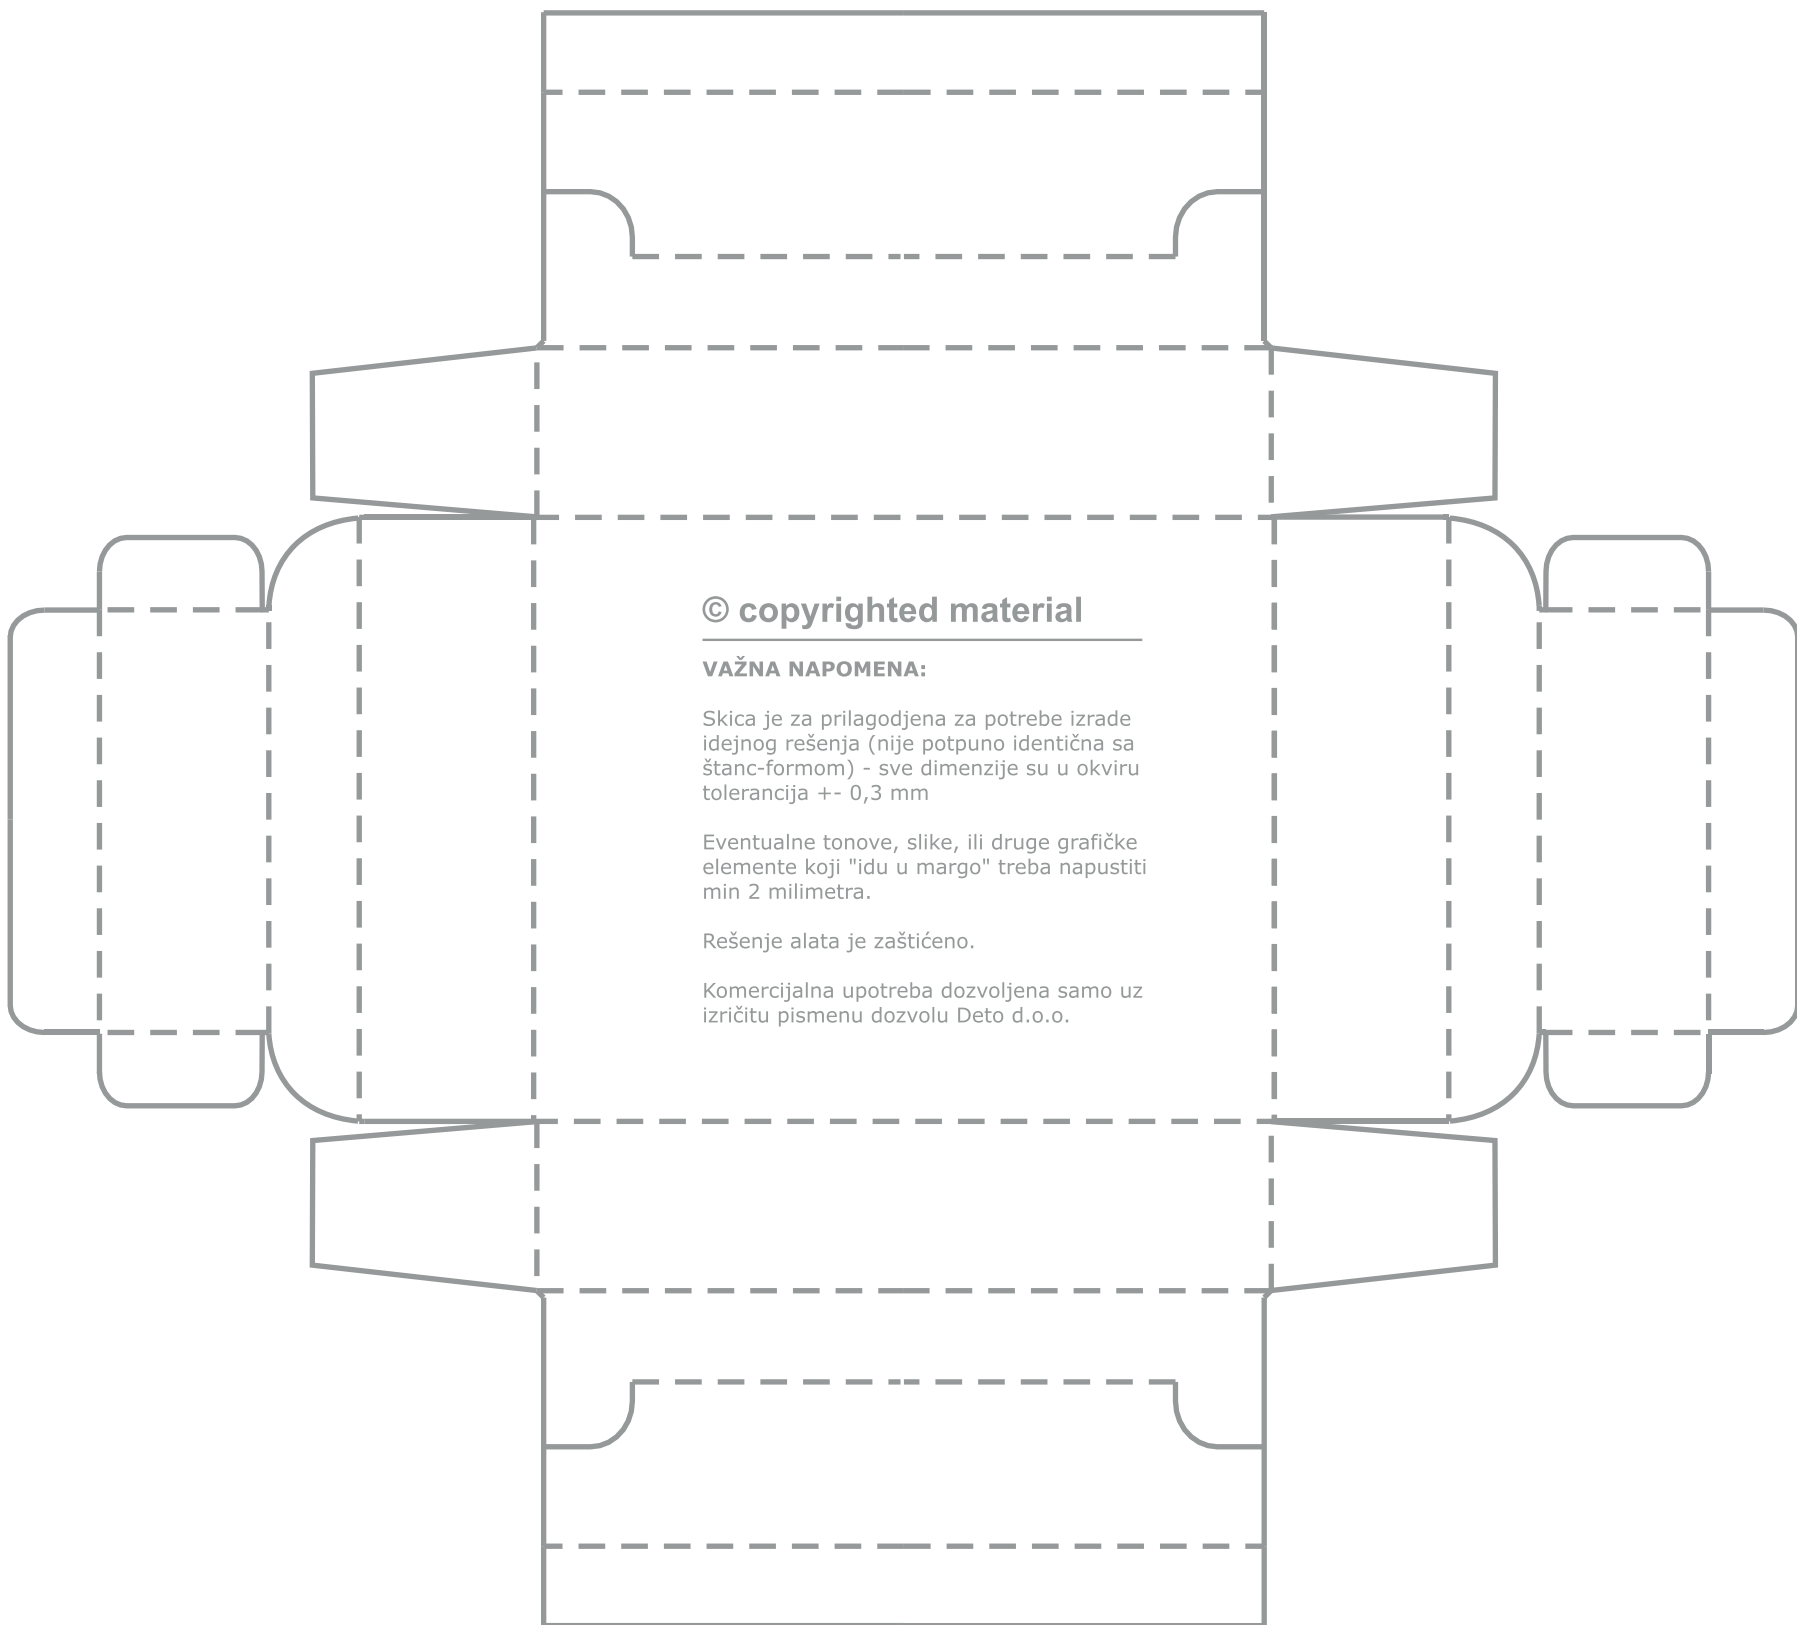 © copyrighted material
VAŽNA NAPOMENA:
Skica je za prilagodjena za potrebe izrade
idejnog rešenja (nije potpuno identična sa
štanc-formom) - sve dimenzije su u okviru
tolerancija +- 0,3 mm
Eventualne tonove, slike, ili druge grafičke
elemente koji "idu u margo" treba napustiti
min 2 milimetra.
Rešenje alata je zaštićeno.
Komercijalna upotreba dozvoljena samo uz
izričitu pismenu dozvolu Deto d.o.o.